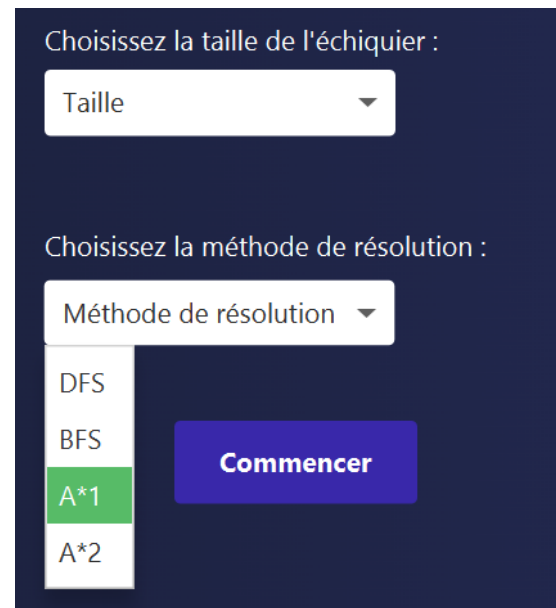 Choisissez la taille de l'échiquier :
Taille
Choisissez la méthode de résolution :
Méthode de résolution
DFS
BFS
Commencer
A*1
A*2